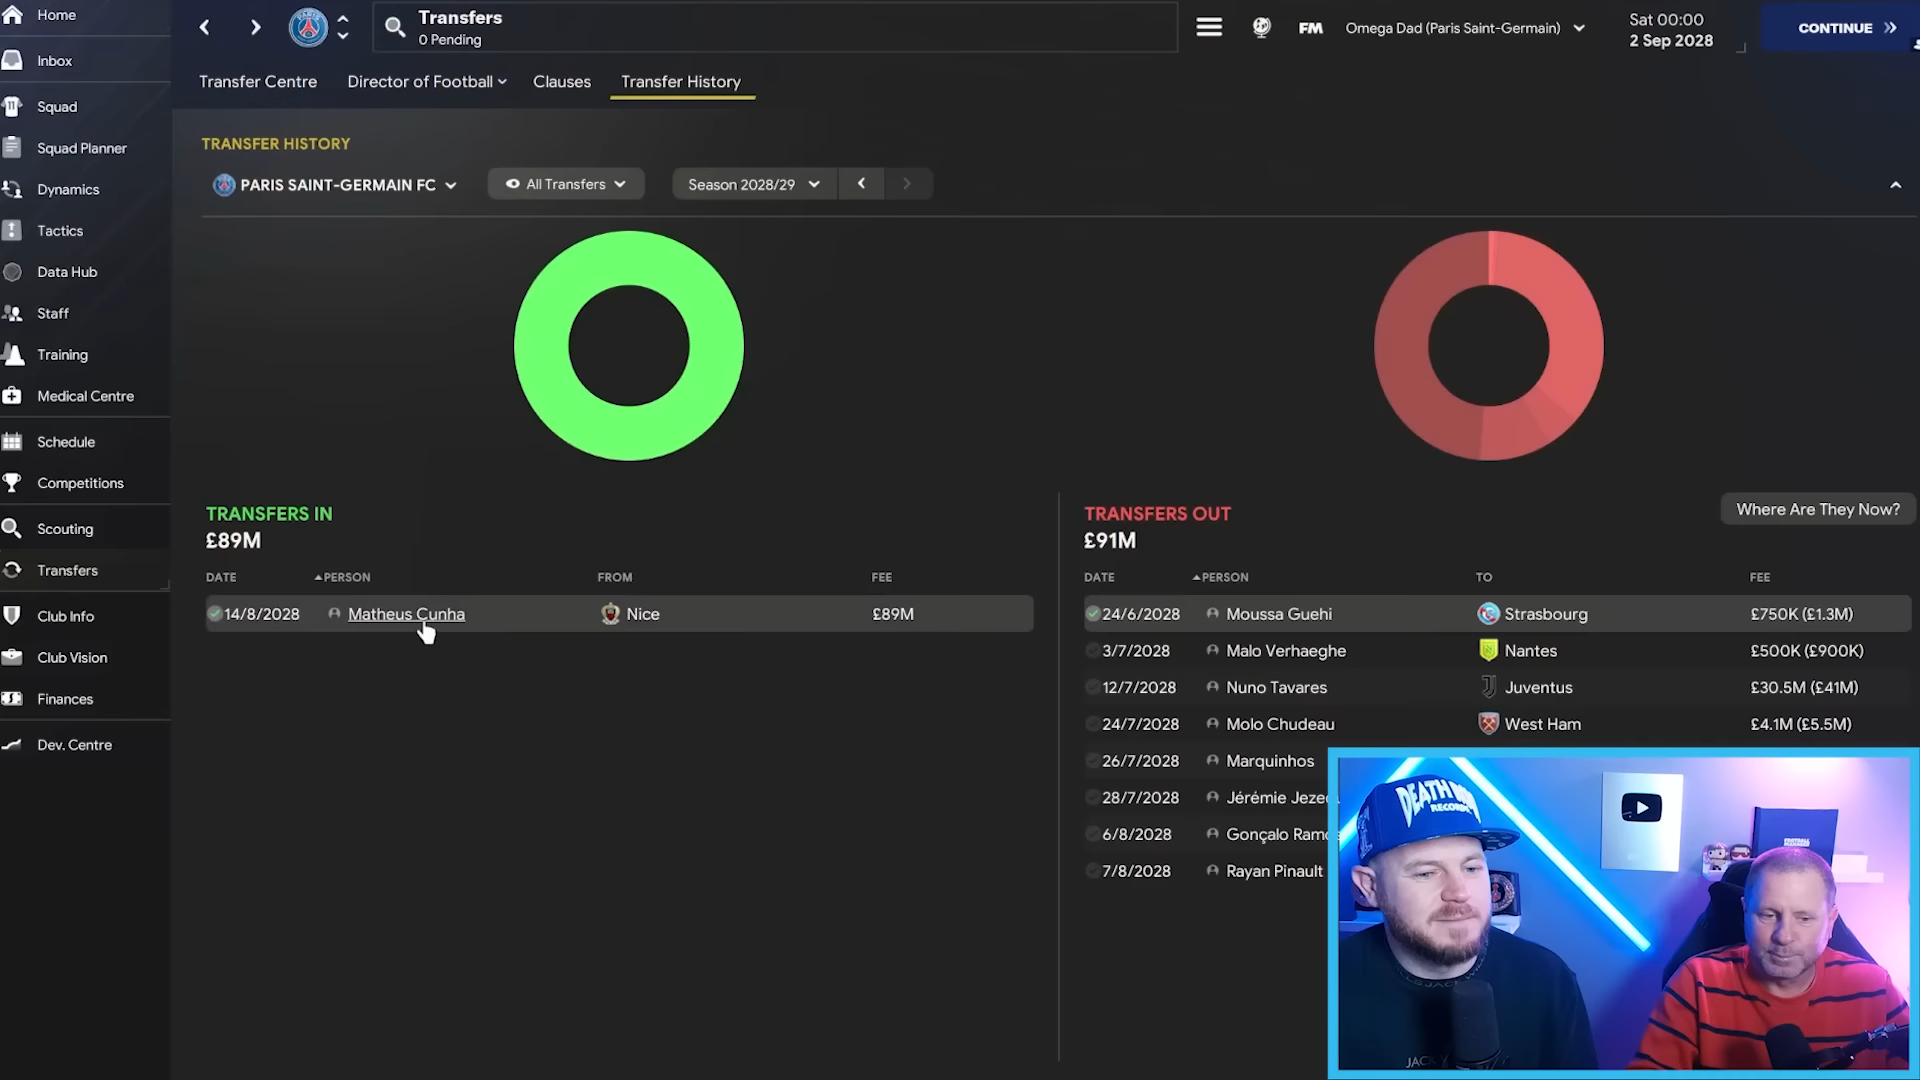 Home
Transfers
0 Pending
FM
Omega Dad (Paris Saint-Germain)
Sat 00:00
2 Sep 2028
CONTINUE
Inbox
Squad
Squad Planner
Dynamics
Tactics
Data Hub
Staff
Training
Medical Centre
Schedule
Competitions
Scouting
Transfers
Club Info
Club Vision
Finances
Dev. Centre
Transfer Centre
Director of Football
Clauses
Transfer History
TRANSFER HISTORY
PARIS SAINT-GERMAIN FC
All Transfers
Season 2028/29
TRANSFERS IN
£89M
DATE PERSON FROM FEE
14/8/2028 Matheus Cunha Nice £89M
TRANSFERS OUT
£91M
Where Are They Now?
DATE PERSON TO FEE
24/6/2028 Moussa Guehi Strasbourg £750K (£1.3M)
3/7/2028 Malo Verhaeghe Nantes £500K (£900K)
12/7/2028 Nuno Tavares Juventus £30.5M (£41M)
24/7/2028 Molo Chudeau West Ham £4.1M (£5.5M)
26/7/2028 Marquinhos
28/7/2028 Jérémie
6/8/2028 Gonçalo
7/8/2028 Rayan Pinault
DEATH
RECORDS